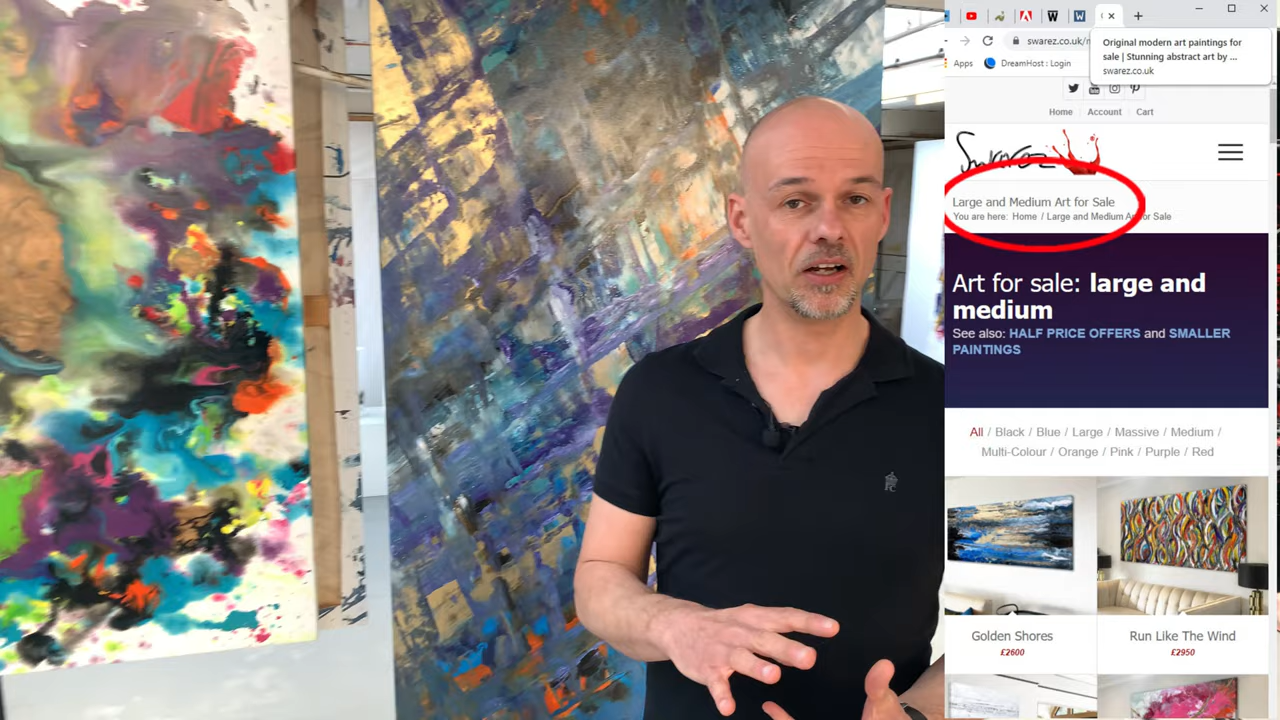 W
W
swarez.co.uk/
Original modern art paintings for
sale | Stunning abstract art by ...
swarez.co.uk
Apps
DreamHost : Login
Home
Account
Cart
Swarez
Large and Medium Art for Sale
You are here: Home / Large and Medium Art for Sale
Art for sale: large and
medium
See also: HALF PRICE OFFERS and SMALLER
PAINTINGS
All / Black / Blue / Large / Massive / Medium /
Multi-Colour / Orange / Pink / Purple / Red
Golden Shores
Run Like The Wind
£2600
£2950